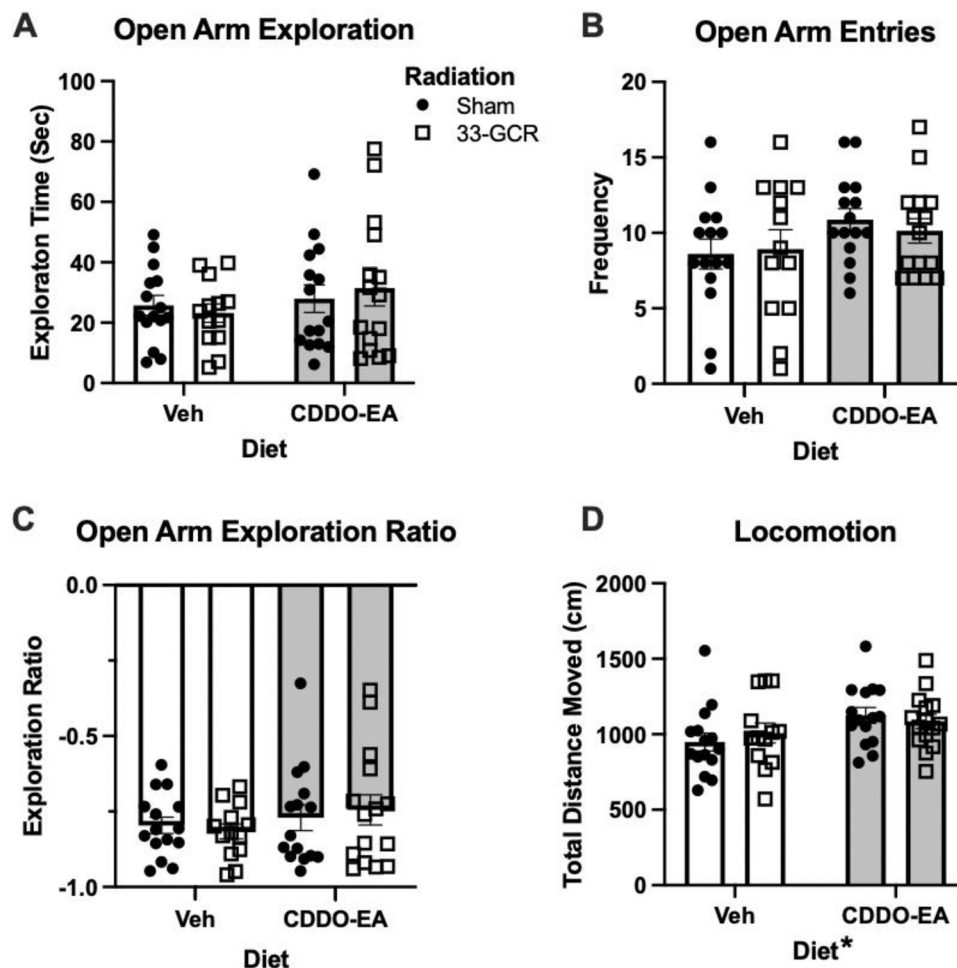 A Open Arm Exploration
Radiation
Sham
33-GCR
Exploraton Time (Sec)
100
80
60
40
20
0
Veh CDDO-EA
Diet
B Open Arm Entries
Frequency
20
15
10
5
0
Veh CDDO-EA
Diet
C Open Arm Exploration Ratio
Exploration Ratio
0.0
-0.5
-1.0
Veh CDDO-EA
Diet
D Locomotion
Total Distance Moved (cm)
2000
1500
1000
500
0
Veh CDDO-EA
Diet*